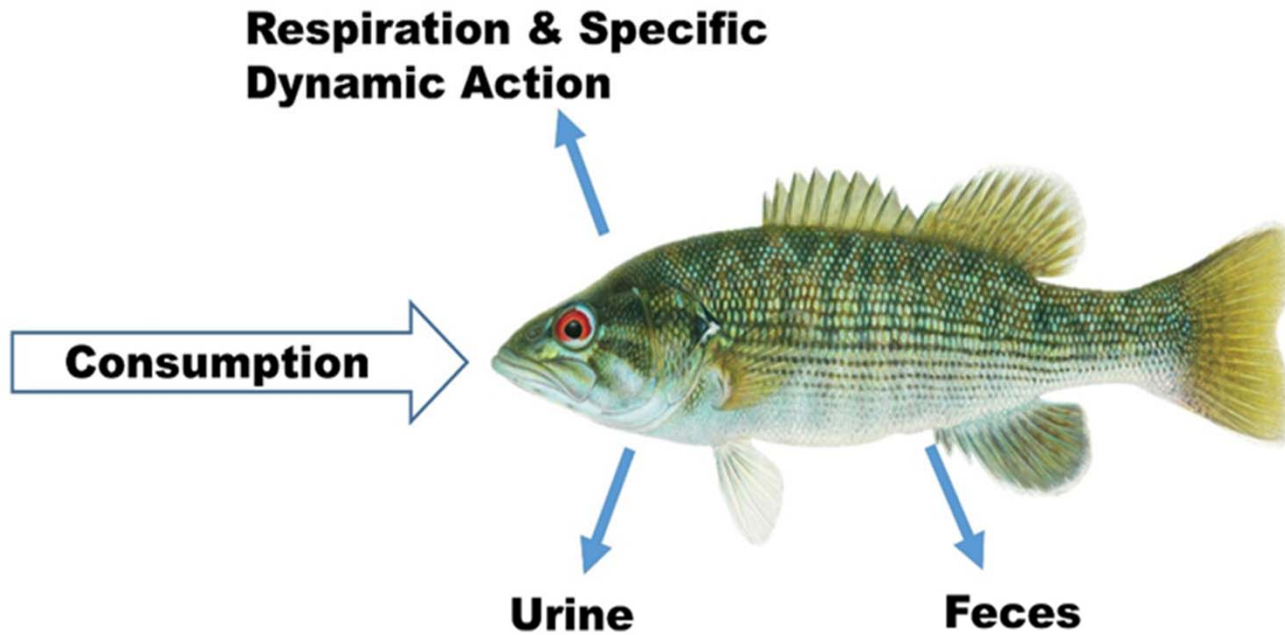 Respiration & Specific
Dynamic Action
Consumption
Urine
Feces